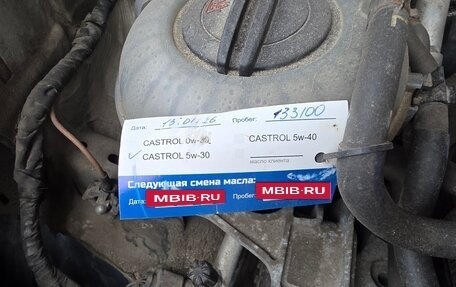 Дата: 13.01.26 Пробег: 133100
CASTROL 0w-30
CASTROL 5w-40
✓ CASTROL 5w-30
масло клиента
Следующая смена масла:
Дата: MBIB.RU Пробег: MBIB.RU